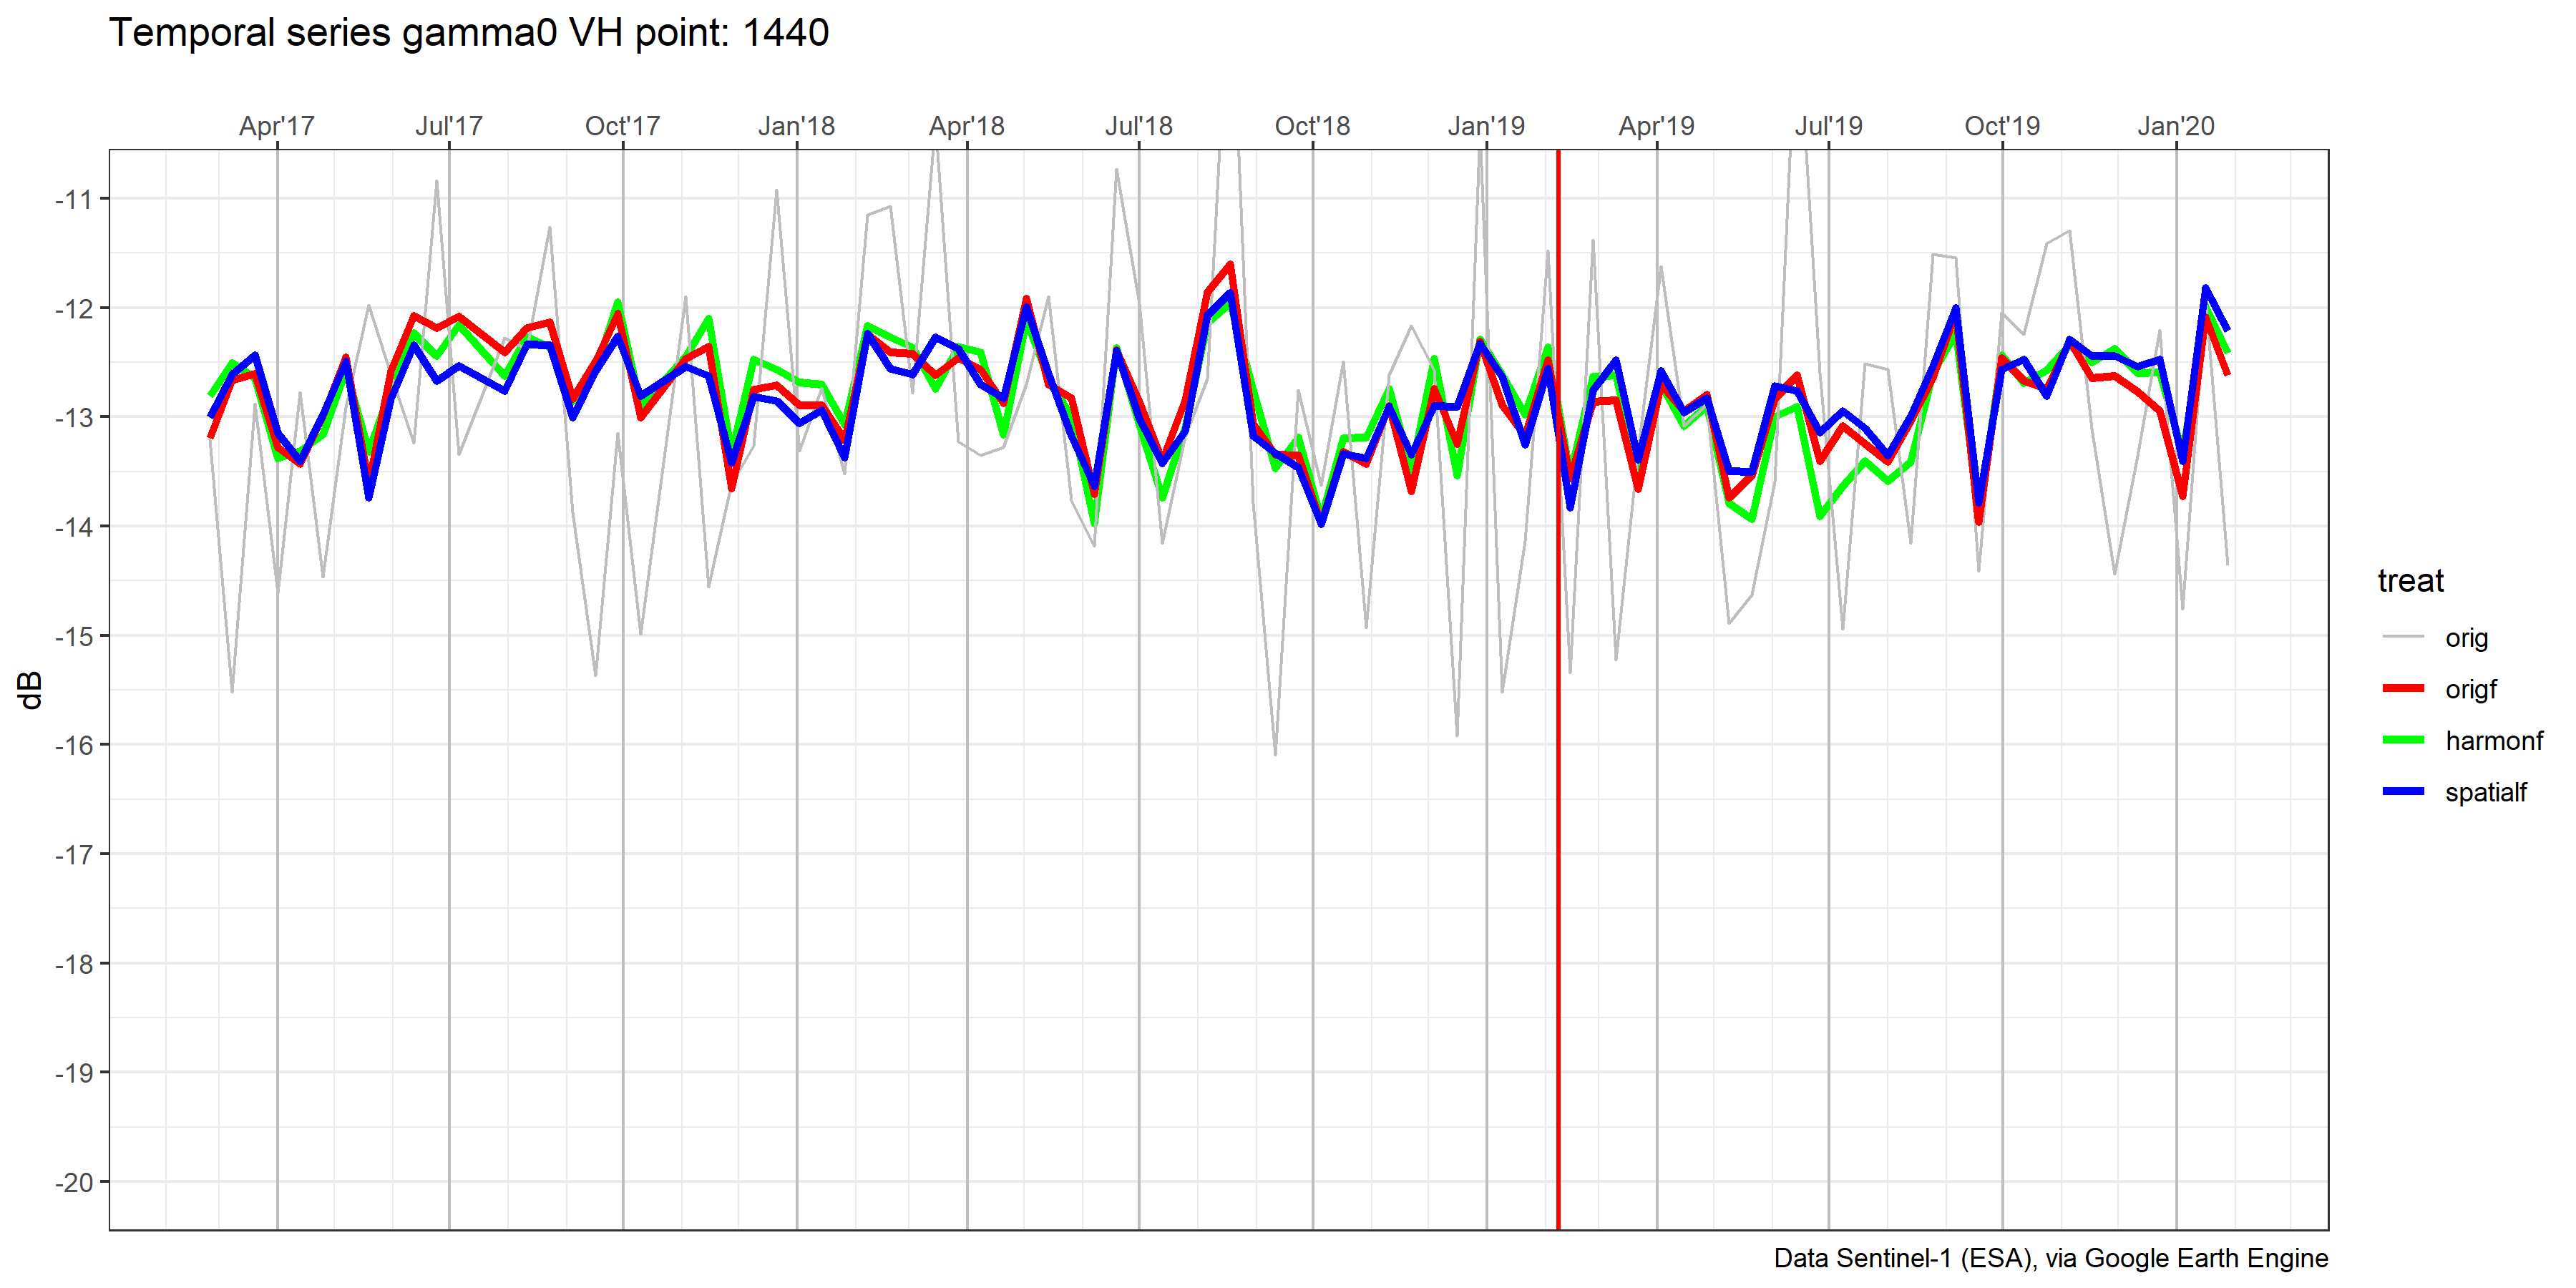 Temporal series gamma0 VH point: 1440
Apr'17 Jul'17 Oct'17 Jan'18 Apr'18 Jul'18 Oct'18 Jan'19 Apr'19 Jul'19 Oct'19 Jan'20
-11
-12
-13
-14
-15
-16
-17
-18
-19
-20
dB
treat
orig
origf
harmonf
spatialf
Data Sentinel-1 (ESA), via Google Earth Engine